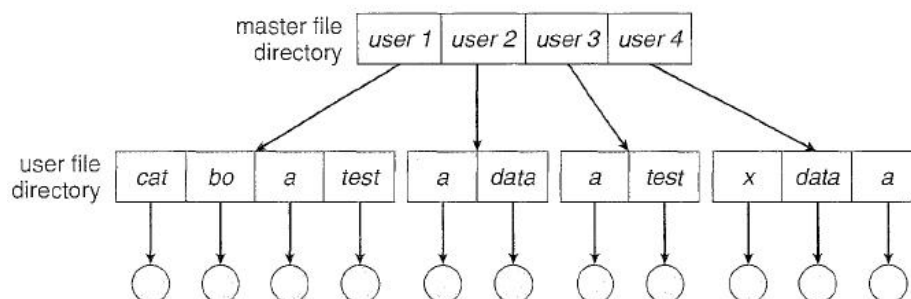 master file
directory
user 1 user 2 user 3 user 4
user file
directory
cat bo a test a data a test x data a